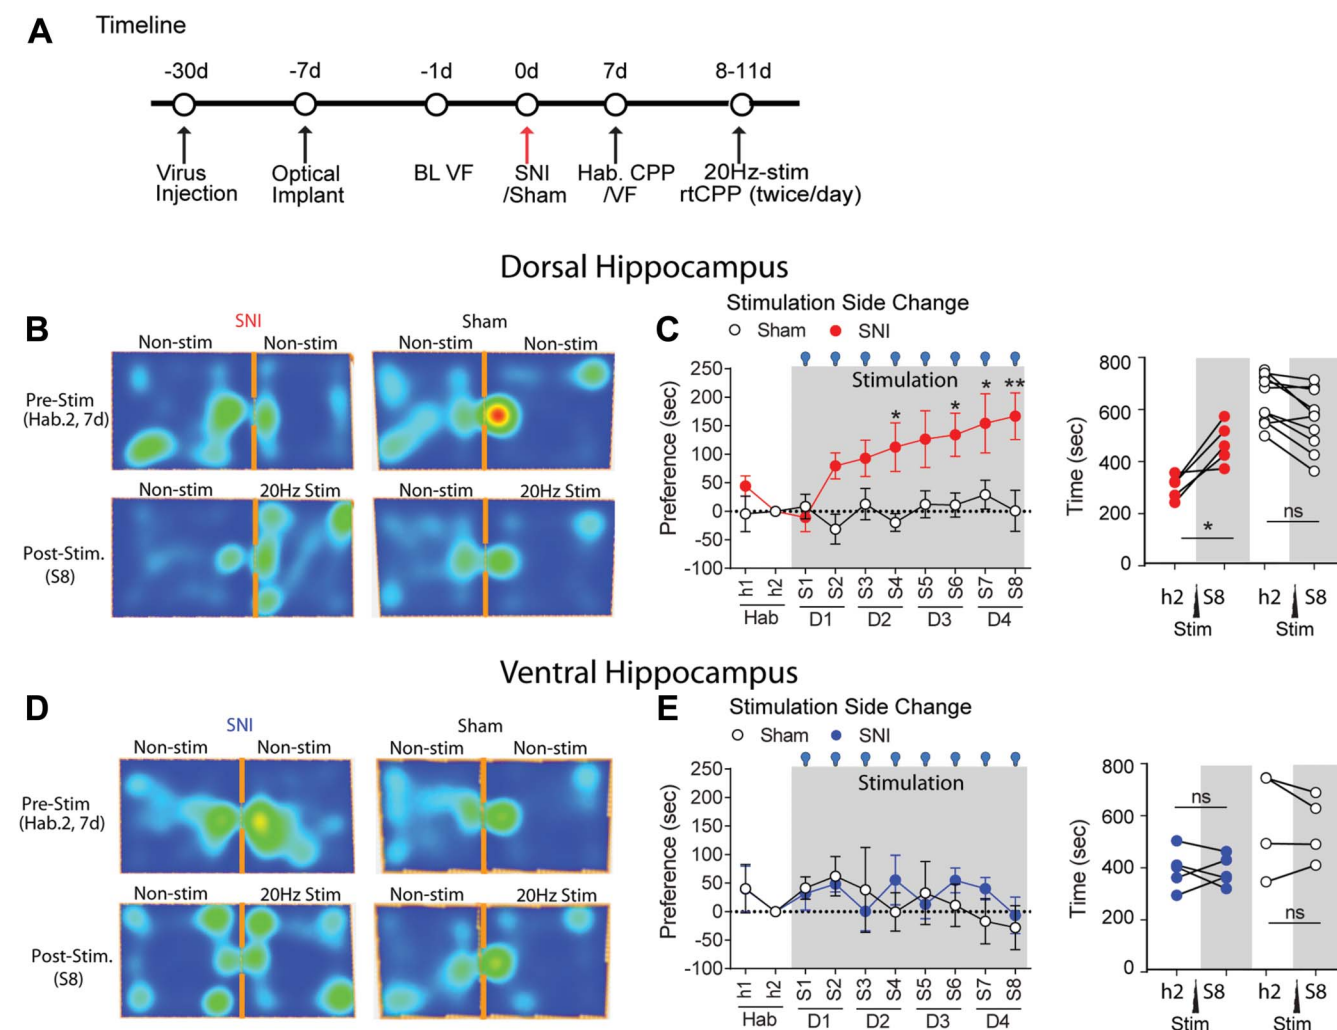 A
Timeline
-30d
-7d
-1d
0d
7d
8-11d
Virus
Injection
Optical
Implant
BL VF
SNI
/Sham
Hab. CPP
/VF
20Hz-stim
rtCPP (twice/day)
Dorsal Hippocampus
B
SNI
Sham
Non-stim
Non-stim
Non-stim
Non-stim
Pre-Stim
(Hab.2, 7d)
Non-stim
20Hz Stim
Non-stim
20Hz Stim
Post-Stim.
(S8)
C
Stimulation Side Change
Sham
SNI
Preference (sec)
250
200
150
100
50
0
-50
-100
Stimulation
*
*
*
**
h1
h2
S1
S2
S3
S4
S5
S6
S7
S8
Hab
D1
D2
D3
D4
Time (sec)
800
600
400
200
0
*
ns
h2
S8
h2
S8
Stim
Stim
Ventral Hippocampus
D
SNI
Sham
Non-stim
Non-stim
Non-stim
Non-stim
Pre-Stim
(Hab.2, 7d)
Non-stim
20Hz Stim
Non-stim
20Hz Stim
Post-Stim.
(S8)
E
Stimulation Side Change
Sham
SNI
Preference (sec)
250
200
150
100
50
0
-50
-100
Stimulation
h1
h2
S1
S2
S3
S4
S5
S6
S7
S8
Hab
D1
D2
D3
D4
Time (sec)
800
600
400
200
0
ns
ns
h2
S8
h2
S8
Stim
Stim